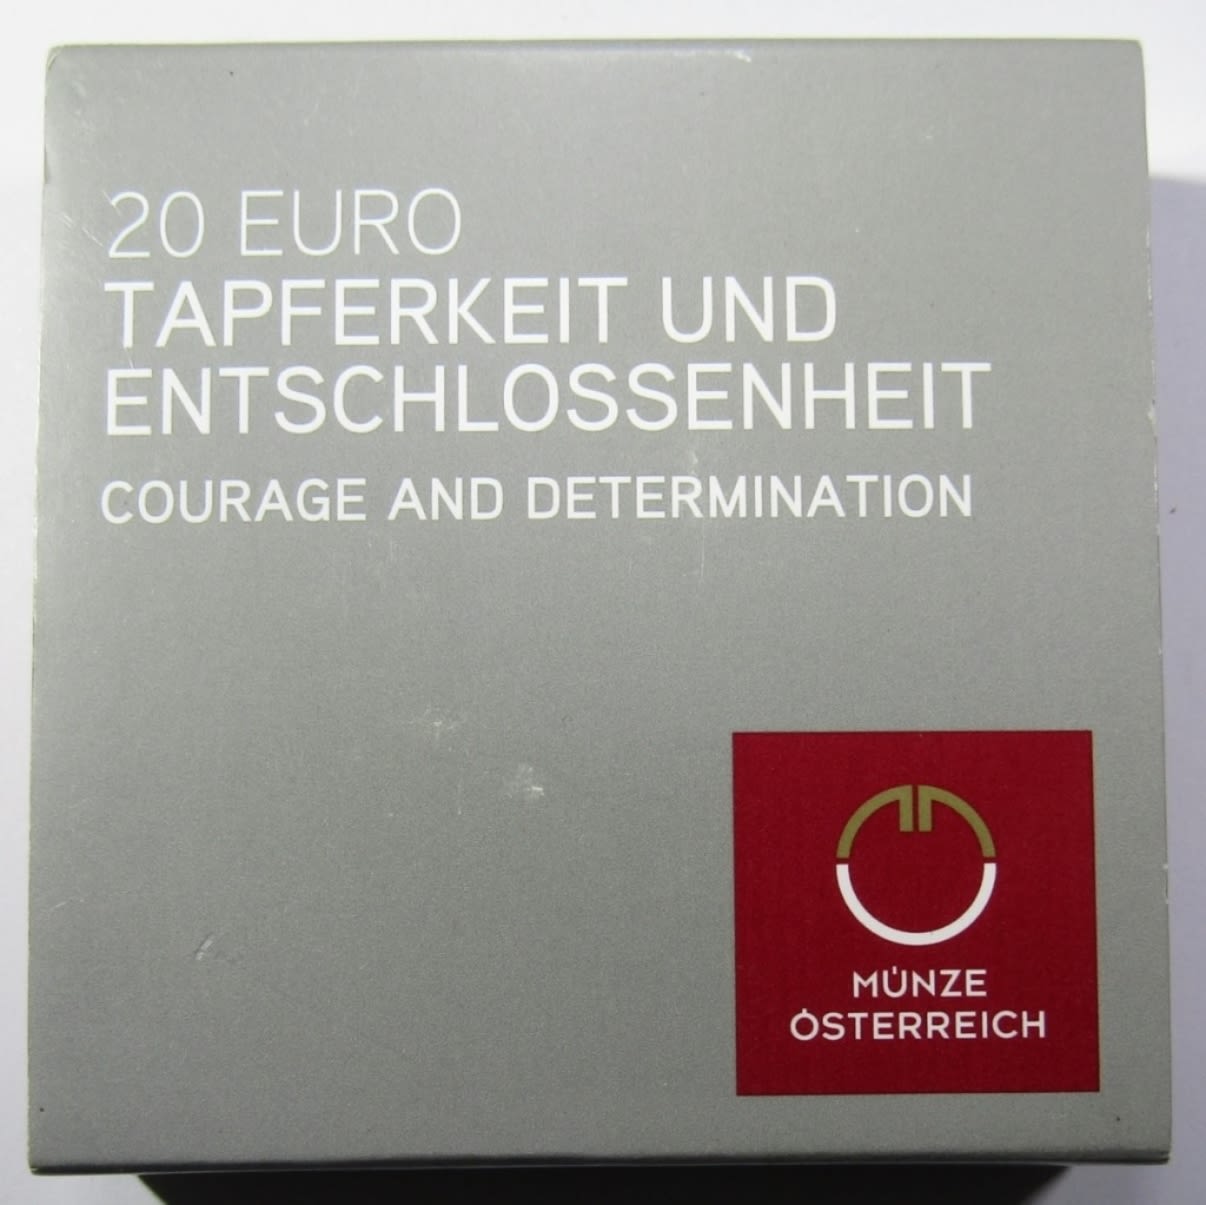 20 EURO
TAPFERKEIT UND
ENTSCHLOSSENHEIT
COURAGE AND DETERMINATION
MÜNZE
ÖSTERREICH